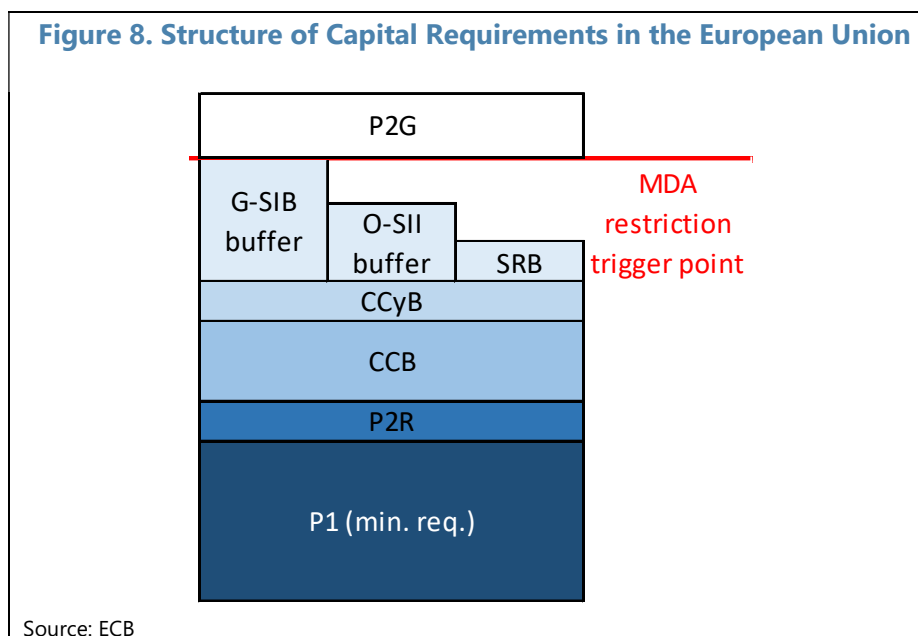 Figure 8. Structure of Capital Requirements in the European Union
P2G
MDA
restriction
trigger point
G-SIB
buffer
O-SII
buffer
SRB
CCyB
CCB
P2R
P1 (min. req.)
Source: ECB